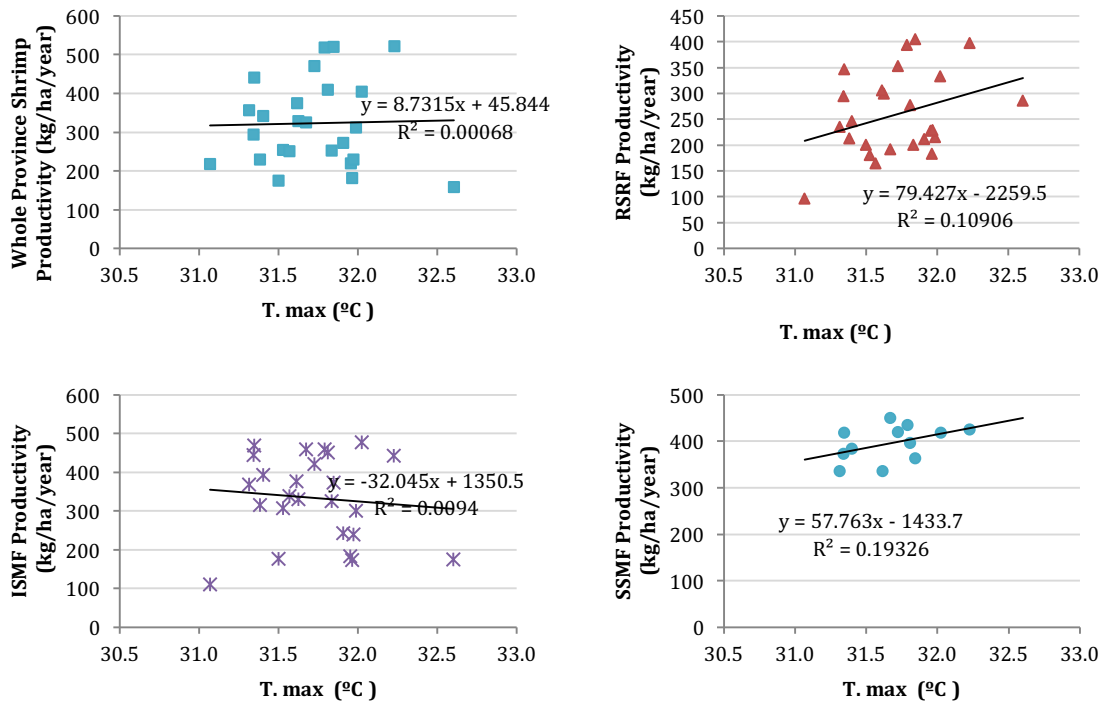 Whole Province Shrimp
Productivity (kg/ha/year)
600
500
400
300
200
100
0
y = 8.7315x + 45.844
R² = 0.00068
30.5 31.0 31.5 32.0 32.5 33.0
T. max (ºC )
RSRF Productivity
(kg/ha/year)
450
400
350
300
250
200
150
100
50
0
y = 79.427x - 2259.5
R² = 0.10906
30.5 31.0 31.5 32.0 32.5 33.0
T. max (ºC )
ISMF Productivity
(kg/ha/year)
600
500
400
300
200
100
0
y = -32.045x + 1350.5
R² = 0.0094
30.5 31.0 31.5 32.0 32.5 33.0
T. max (ºC )
SSMF Productivity
(kg/ha/year)
500
400
300
200
100
0
y = 57.763x - 1433.7
R² = 0.19326
30.5 31.0 31.5 32.0 32.5 33.0
T. max (ºC )